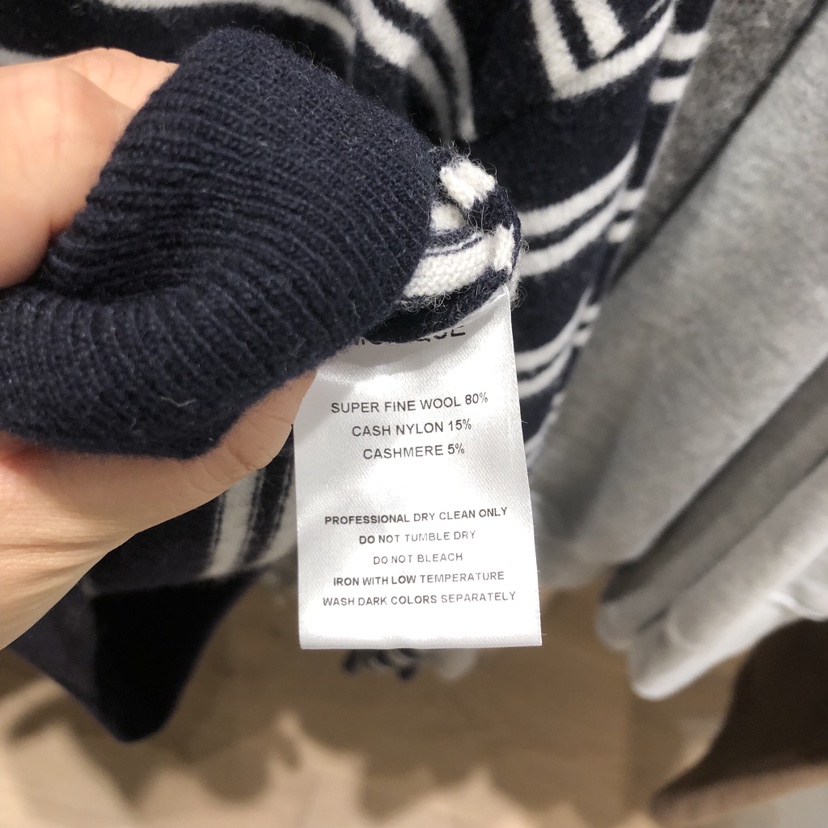 SUPER FINE WOOL 80%
CASH NYLON 15%
CASHMERE 5%
PROFESSIONAL DRY CLEAN ONLY
DO NOT TUMBLE DRY
DO NOT BLEACH
IRON WITH LOW TEMPERATURE
WASH DARK COLORS SEPARATELY